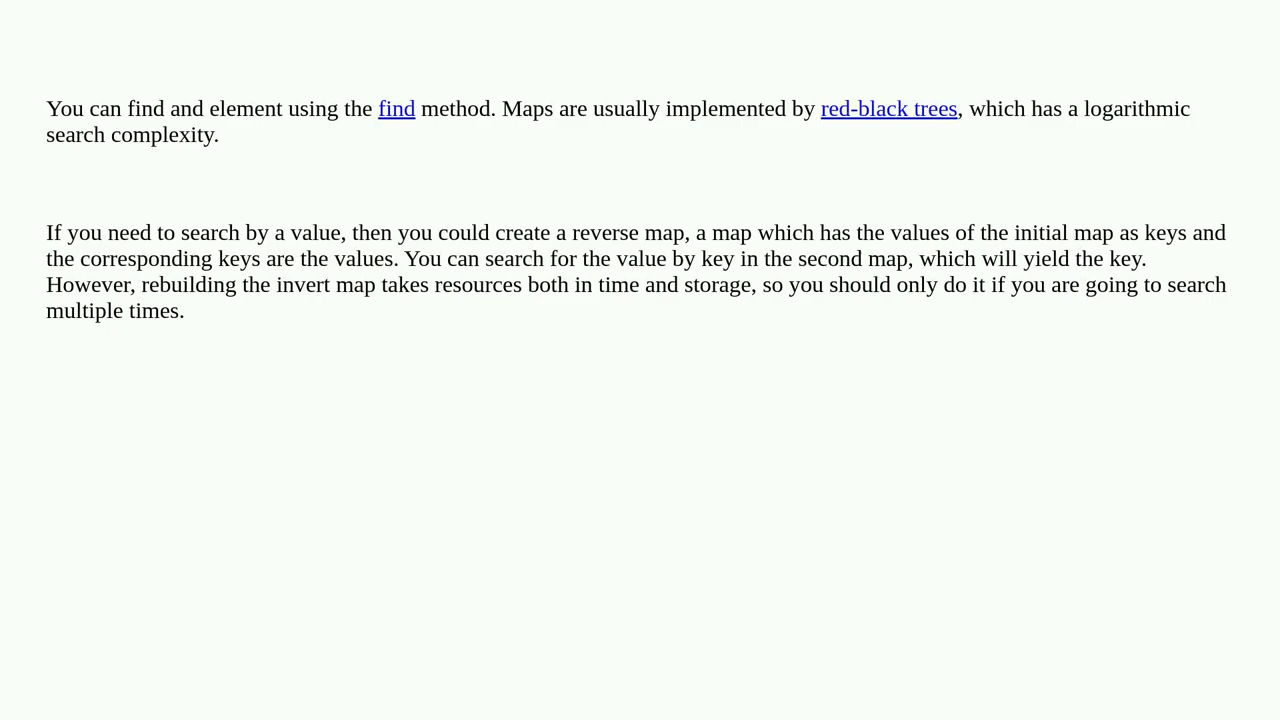 You can find and element using the find method. Maps are usually implemented by red-black trees, which has a logarithmic
search complexity.
If you need to search by a value, then you could create a reverse map, a map which has the values of the initial map as keys and
the corresponding keys are the values. You can search for the value by key in the second map, which will yield the key.
However, rebuilding the invert map takes resources both in time and storage, so you should only do it if you are going to search
multiple times.